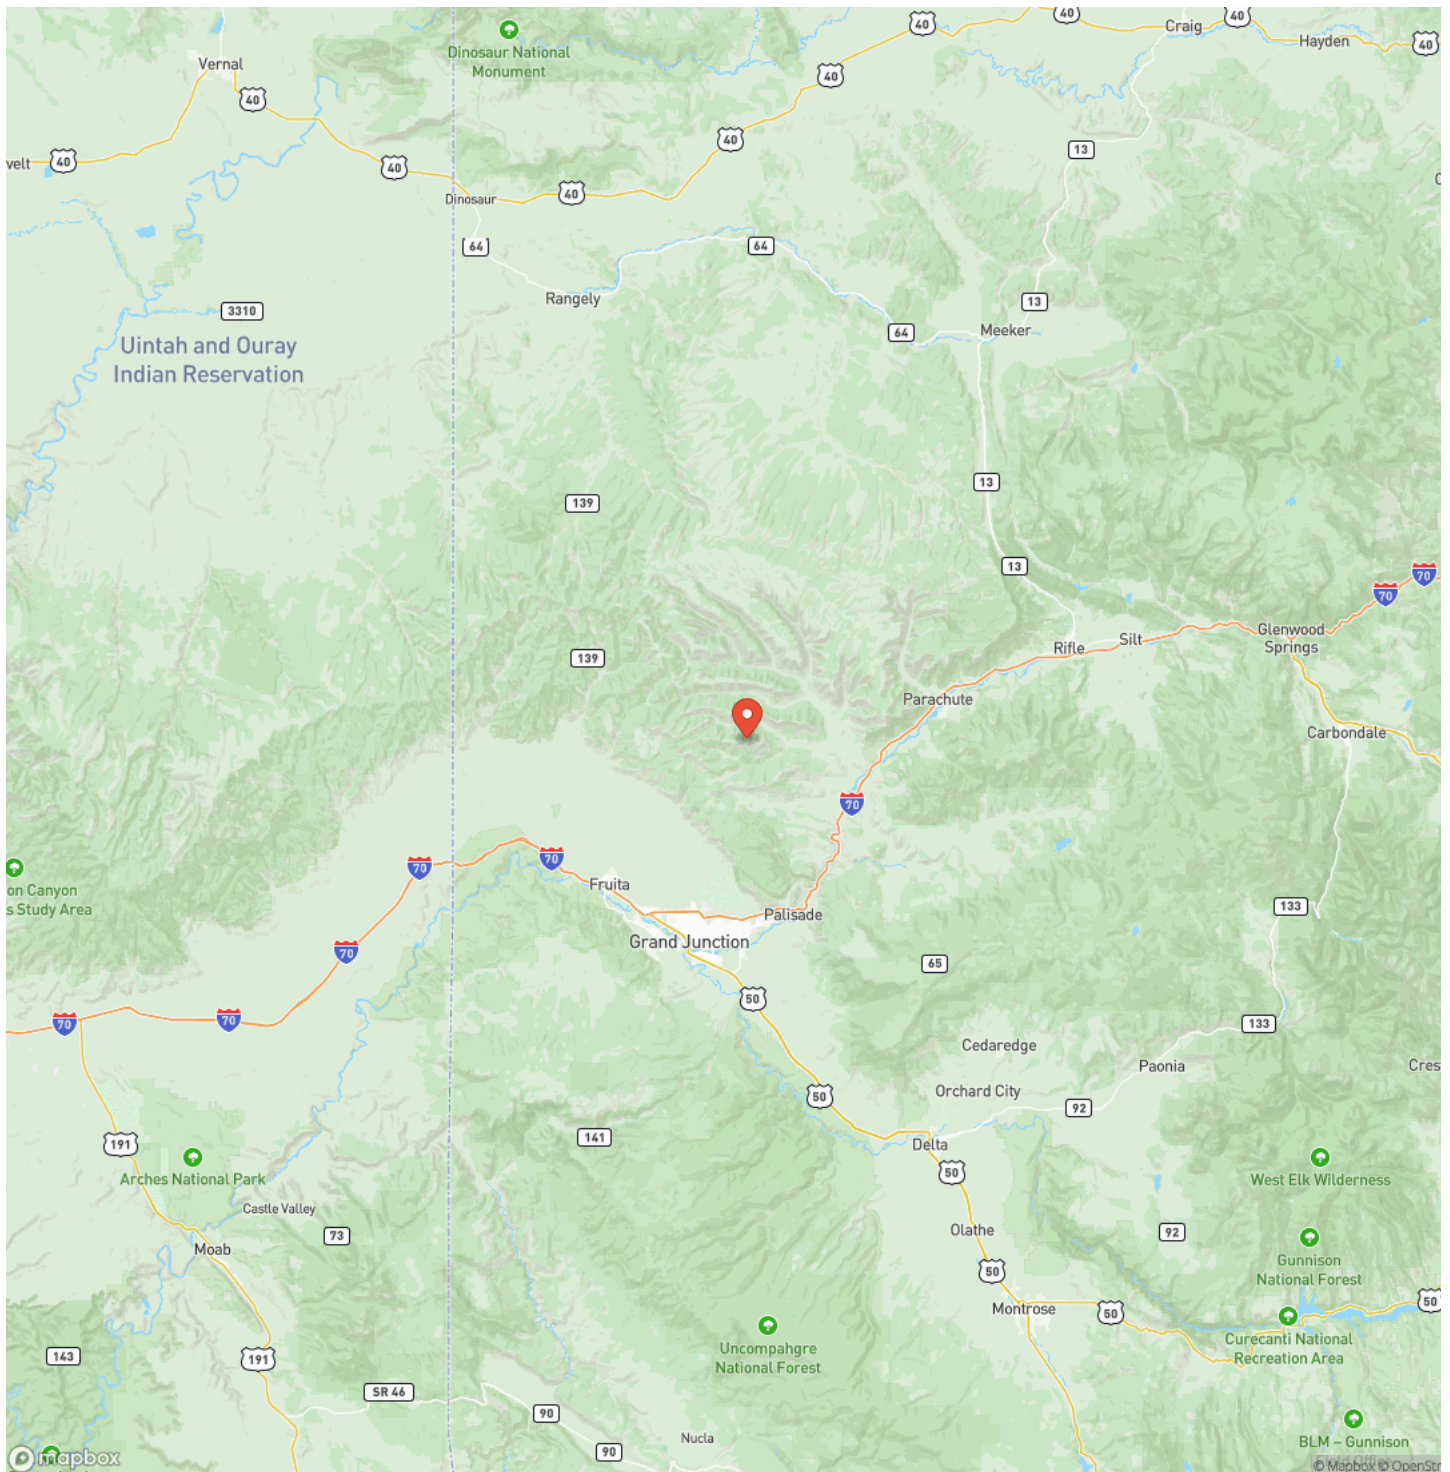 40
40
Craig
40
Hayden
40
Dinosaur National
Monument
Vernal
40
40
40
13
velt
40
40
Dinosaur
40
64
64
Rangely
13
3310
64
Meeker
Uintah and Ouray
Indian Reservation
13
139
13
70
70
Glenwood
Springs
Silt
Rifle
139
Parachute
Carbondale
70
70
70
on Canyon
s Study Area
Fruita
133
Palisade
Grand Junction
70
65
50
70
70
133
Cedaredge
Paonia
Cres
Orchard City
50
92
191
141
Delta
50
Arches National Park
West Elk Wilderness
Castle Valley
73
Olathe
92
Moab
Gunnison
National Forest
50
50
Montrose
50
Uncompahgre
National Forest
Curecanti National
Recreation Area
143
191
SR 46
90
Nucla
90
BLM – Gunnison
Field Office
mapbox
© Mapbox © OpenStr